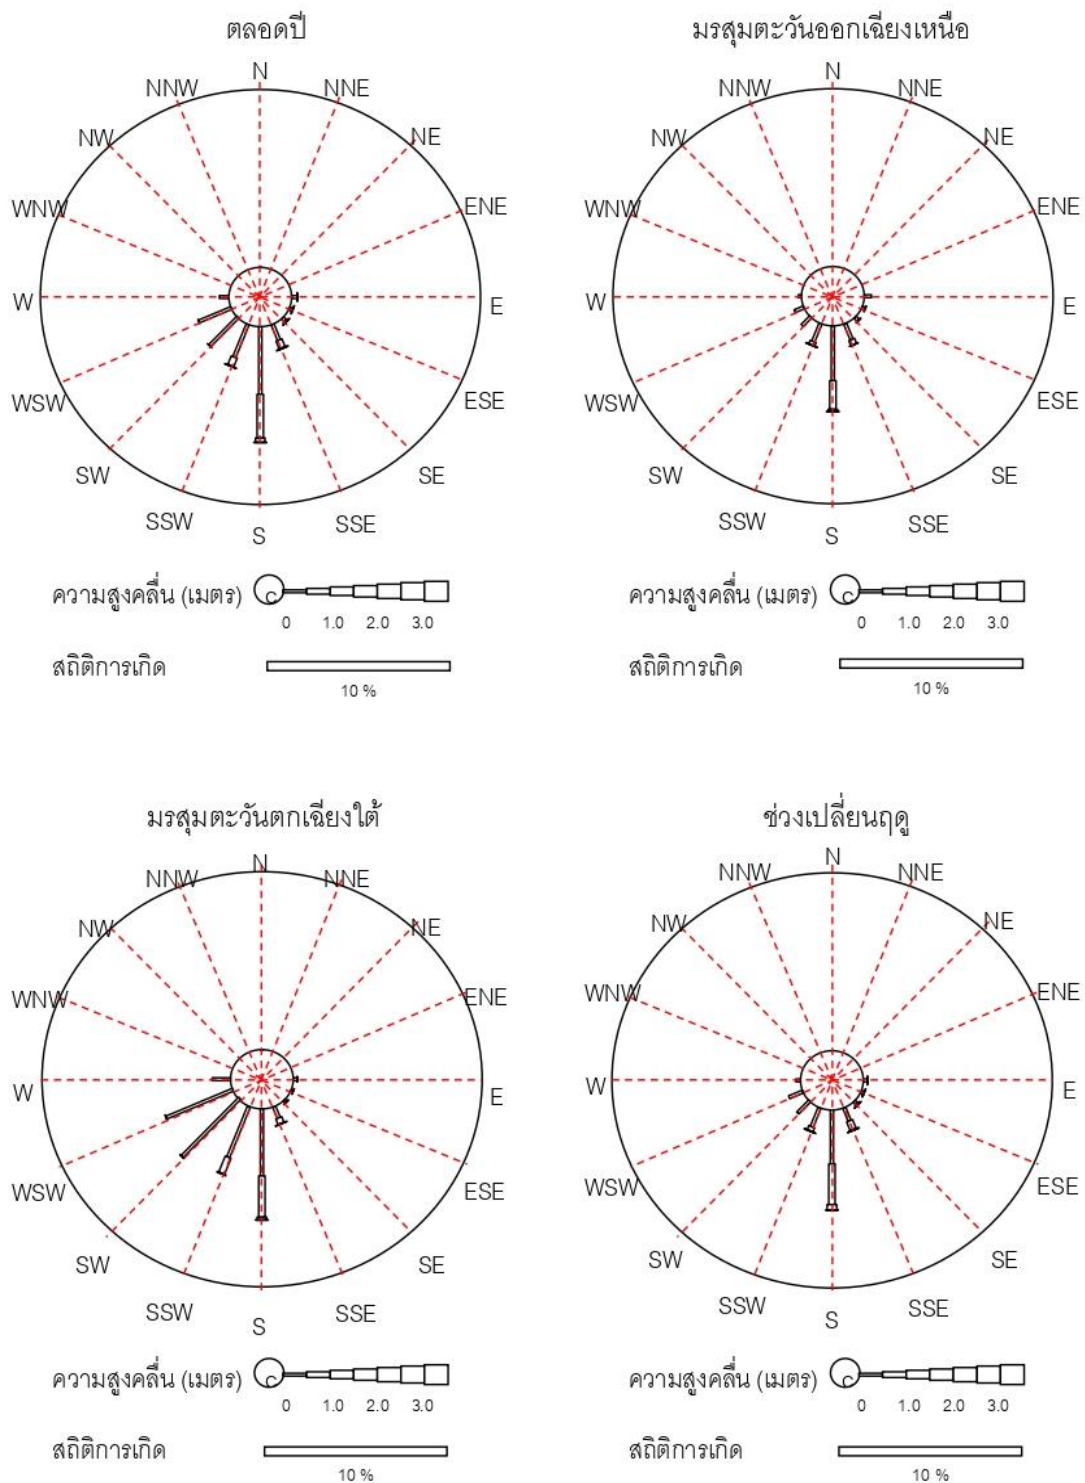 ตลอดปี
N
NNW
NNE
NW
NE
WNW
ENE
W
E
WSW
ESE
SW
SE
SSW
SSE
S
ความสูงคลื่น (เมตร)
C
0 1.0 2.0 3.0
สถิติการเกิด
10 %
มรสุมตะวันออกเฉียงเหนือ
N
NNW
NNE
NW
NE
WNW
ENE
W
E
WSW
ESE
SW
SE
SSW
SSE
S
ความสูงคลื่น (เมตร)
C
0 1.0 2.0 3.0
สถิติการเกิด
10 %
มรสุมตะวันตกเฉียงใต้
N
NNW
NNE
NW
NE
WNW
ENE
W
E
WSW
ESE
SW
SE
SSW
SSE
S
ความสูงคลื่น (เมตร)
C
0 1.0 2.0 3.0
สถิติการเกิด
10 %
ช่วงเปลี่ยนฤดู
N
NNW
NNE
NW
NE
WNW
ENE
W
E
WSW
ESE
SW
SE
SSW
SSE
S
ความสูงคลื่น (เมตร)
C
0 1.0 2.0 3.0
สถิติการเกิด
10 %